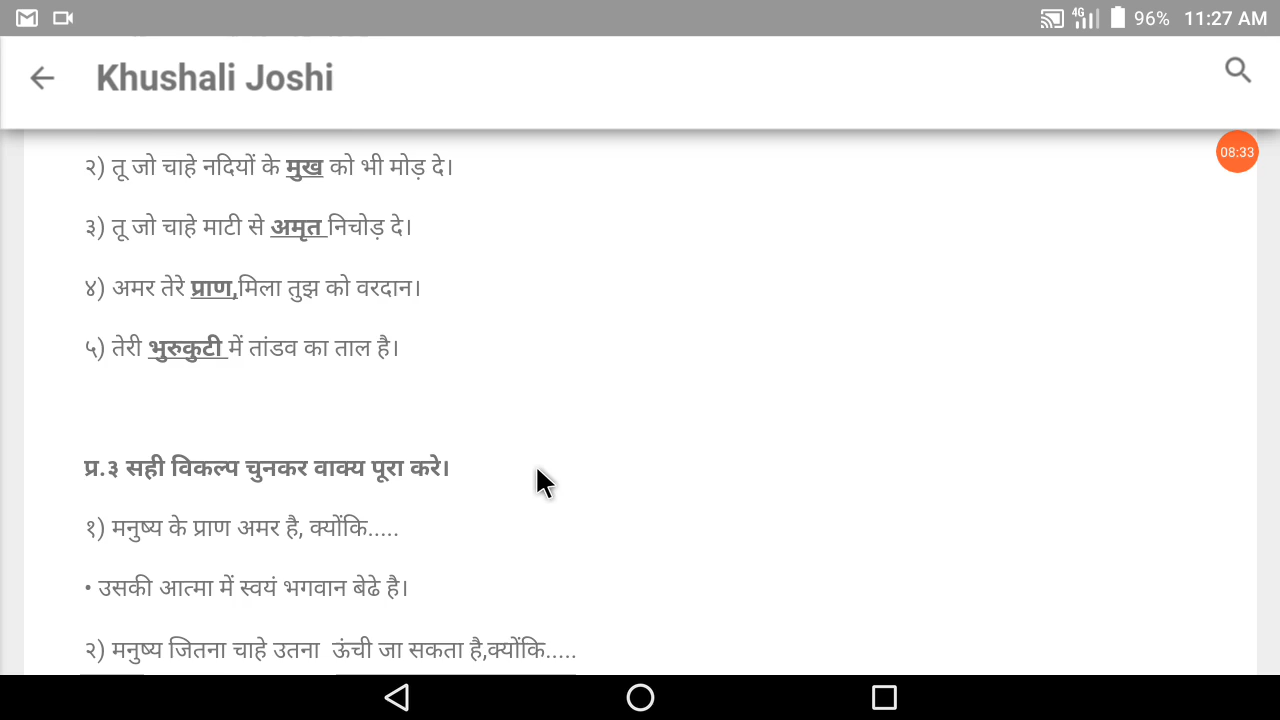 4G 96% 11:27 AM
Khushali Joshi
08:33
२) तू जो चाहे नदियों के मुख को भी मोड़ दे।
३) तू जो चाहे माटी से अमृत निचोड़ दे।
४) अमर तेरे प्राण,मिला तुझ को वरदान।
५) तेरी भुरुकुटी में तांडव का ताल है।
प्र.३ सही विकल्प चुनकर वाक्य पूरा करे।
१) मनुष्य के प्राण अमर है, क्योंकि.....
• उसकी आत्मा में स्वयं भगवान बेढे है।
२) मनुष्य जितना चाहे उतना ऊंची जा सकता है,क्योंकि.....